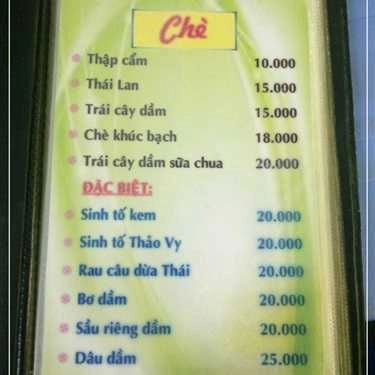 Chè
Thập cẩm 10.000
Thái Lan 15.000
Trái cây dầm 15.000
Chè khúc bạch 18.000
Trái cây dầm sữa chua 20.000
ĐẶC BIỆT:
Sinh tố kem 20.000
Sinh tố Thảo Vy 20.000
Rau câu dừa Thái 20.000
Bơ dầm 20.000
Sầu riêng dầm 20.000
Dâu dầm 25.000